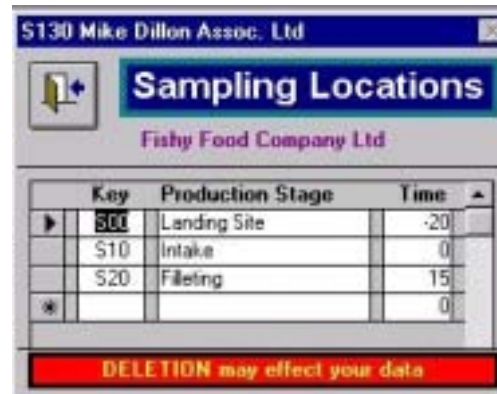 S130 Mike Dillon Assoc. Ltd
Sampling Locations
Fishy Food Company Ltd
Key Production Stage Time
S00 Landing Site -20
S10 Intake 0
S20 Filleting 15
0
DELETION may effect your data